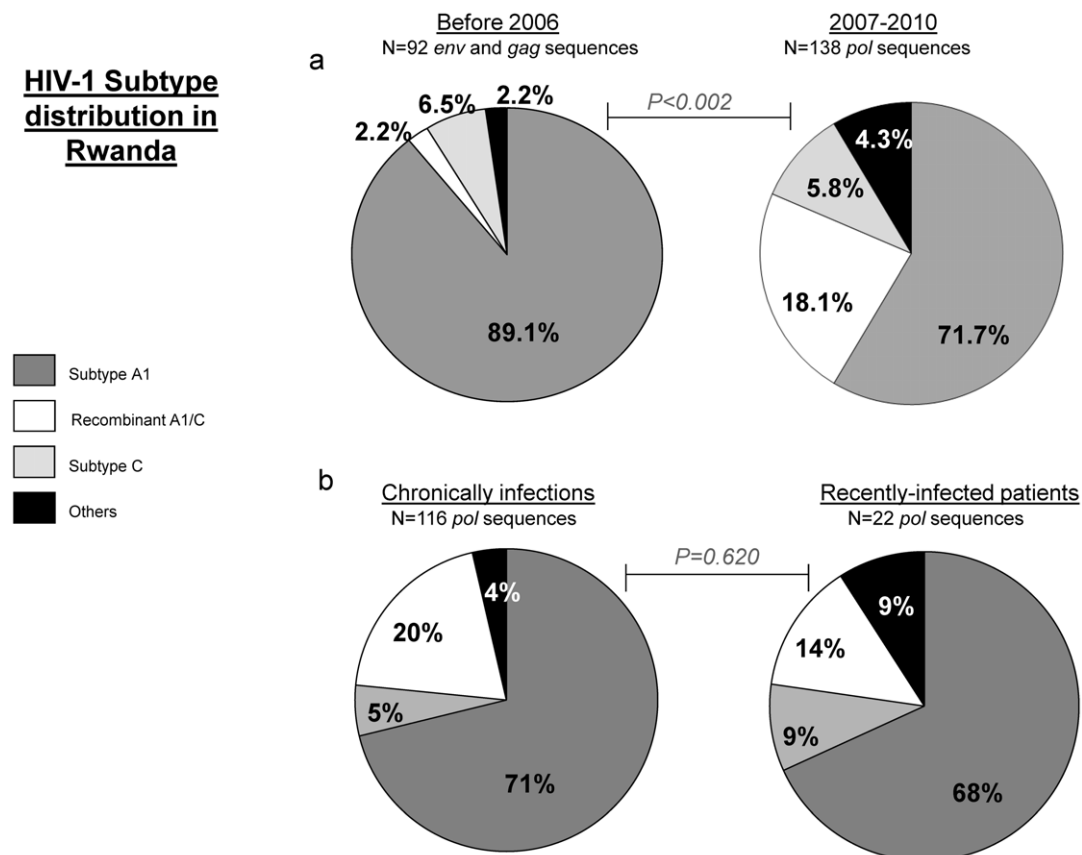 HIV-1 Subtype
distribution in
Rwanda
Subtype A1
Recombinant A1/C
Subtype C
Others
a
Before 2006
N=92 env and gag sequences
2.2%
6.5%
2.2%
89.1%
P<0.002
2007-2010
N=138 pol sequences
4.3%
5.8%
18.1%
71.7%
b
Chronically infections
N=116 pol sequences
4%
20%
5%
71%
P=0.620
Recently-infected patients
N=22 pol sequences
9%
14%
9%
68%